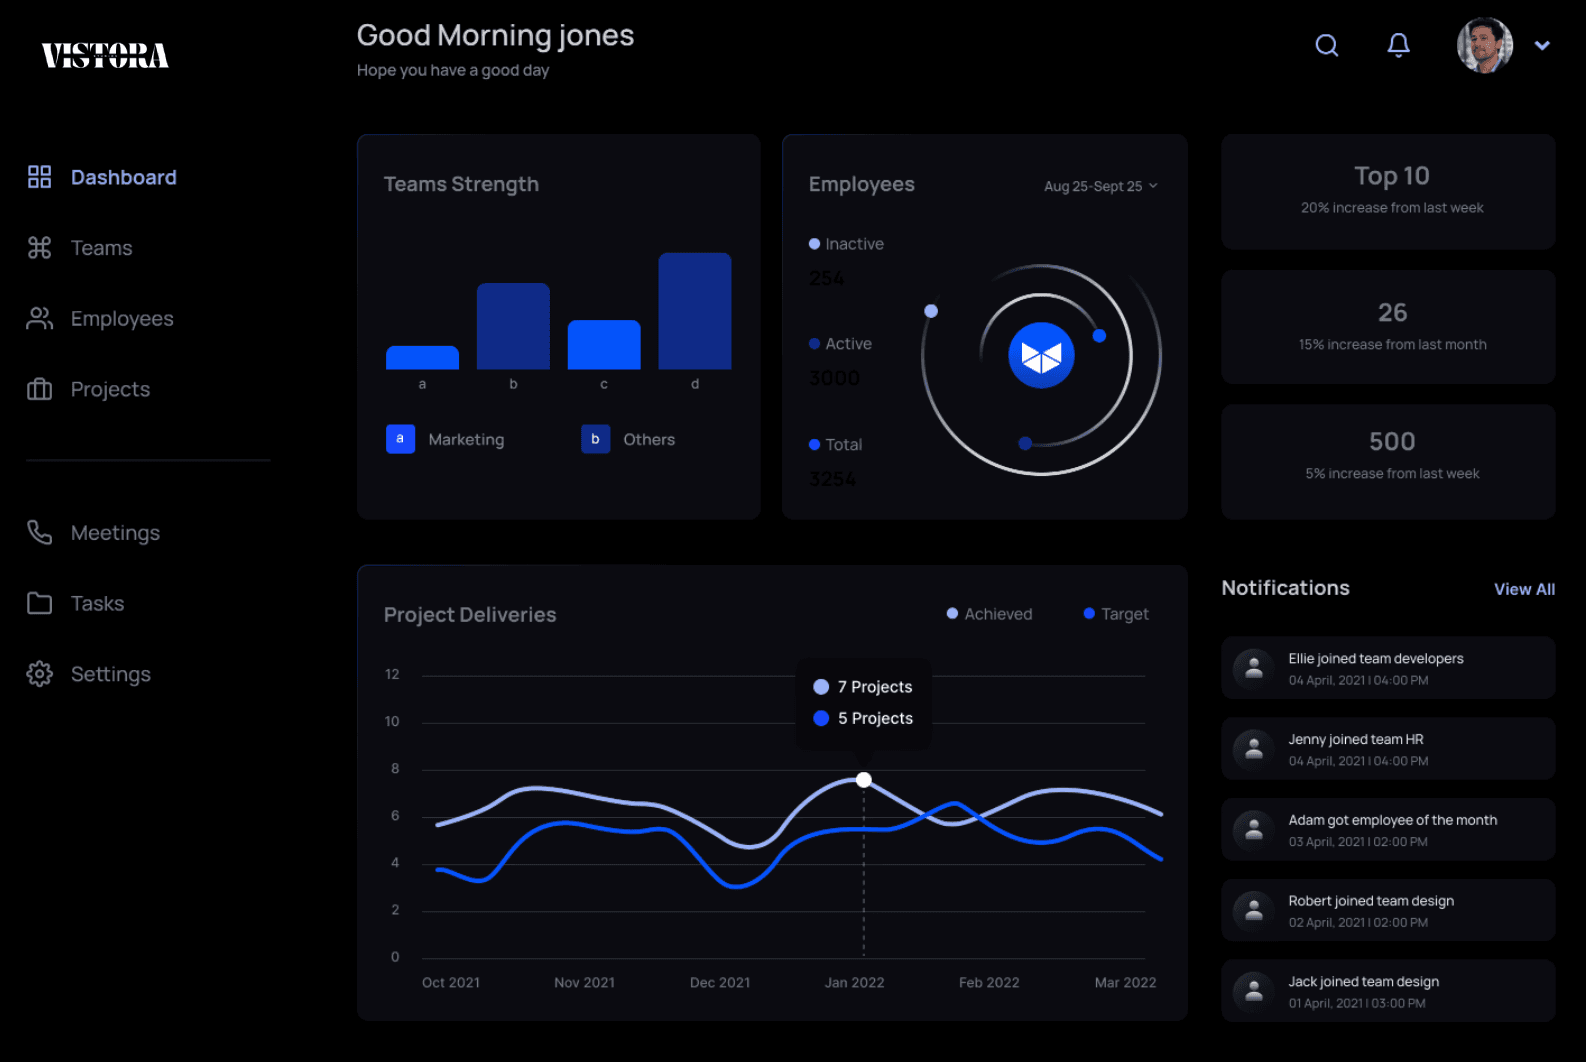 VISTORA
Good Morning jones
Hope you have a good day
Dashboard
Teams
Employees
Projects
Meetings
Tasks
Settings
Teams Strength
a
b
c
d
a Marketing
b Others
Employees
Aug 25-Sept 25
Inactive
254
Active
3000
Total
3254
Top 10
20% increase from last week
26
15% increase from last month
500
5% increase from last week
Project Deliveries
Achieved
Target
7 Projects
5 Projects
12
10
8
6
4
2
0
Oct 2021
Nov 2021
Dec 2021
Jan 2022
Feb 2022
Mar 2022
Notifications
View All
Ellie joined team developers
04 April, 2021 | 04:00 PM
Jenny joined team HR
04 April, 2021 | 04:00 PM
Adam got employee of the month
03 April, 2021 | 02:00 PM
Robert joined team design
02 April, 2021 | 02:00 PM
Jack joined team design
01 April, 2021 | 03:00 PM